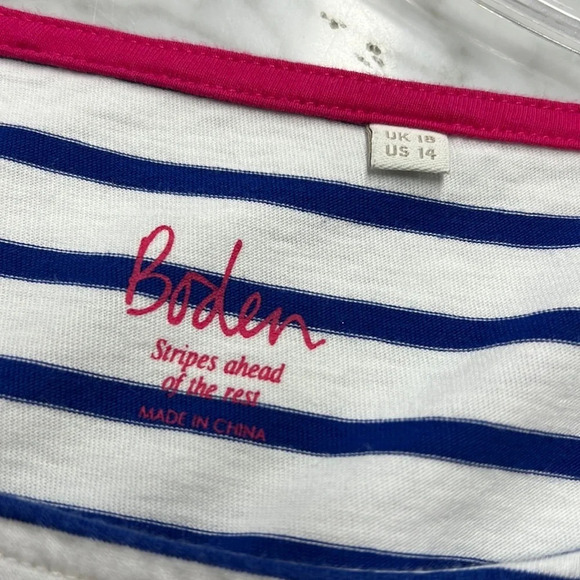 UK 18
US 14
Boden
Stripes ahead
of the rest
MADE IN CHINA